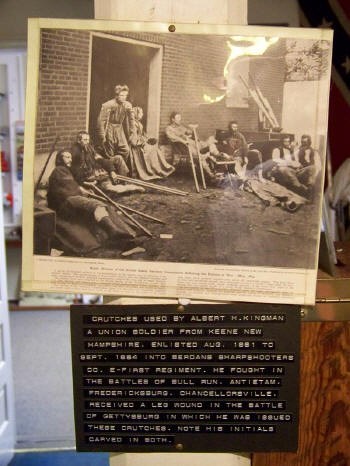 CRUTCHES USED BY ALBERT H.KINGMAN
A UNION SOLDIER FROM KEENE NEW
HAMPSHIRE. ENLISTED AUG. 1861 TO
SEPT. 1864 INTO BERDANS SHARPSHOOTERS
CO. E-FIRST REGIMENT. HE FOUGHT IN
THE BATTLES OF BULL RUN, ANTIETAM,
FREDERICKSBURG, CHANCELLORSVILLE,
RECEIVED A LEG WOUND IN THE BATTLE
OF GETTYSBURG IN WHICH HE WAS ISSUED
THESE CRUTCHES. NOTE HIS INITIALS
CARVED IN BOTH.